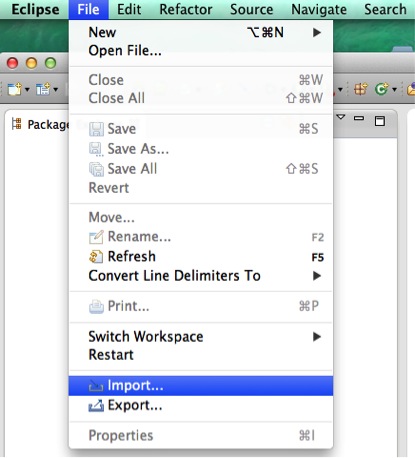 Eclipse File Edit Refactor Source Navigate Search
New ⌥⌘N ▶
Open File...
Close ⌘W
Close All ⇧⌘W
Package
Save ⌘S
Save As...
Save All ⇧⌘S
Revert
Move...
Rename... F2
Refresh F5
Convert Line Delimiters To ▶
Print... ⌘P
Switch Workspace ▶
Restart
Import...
Export...
Properties ⌘I